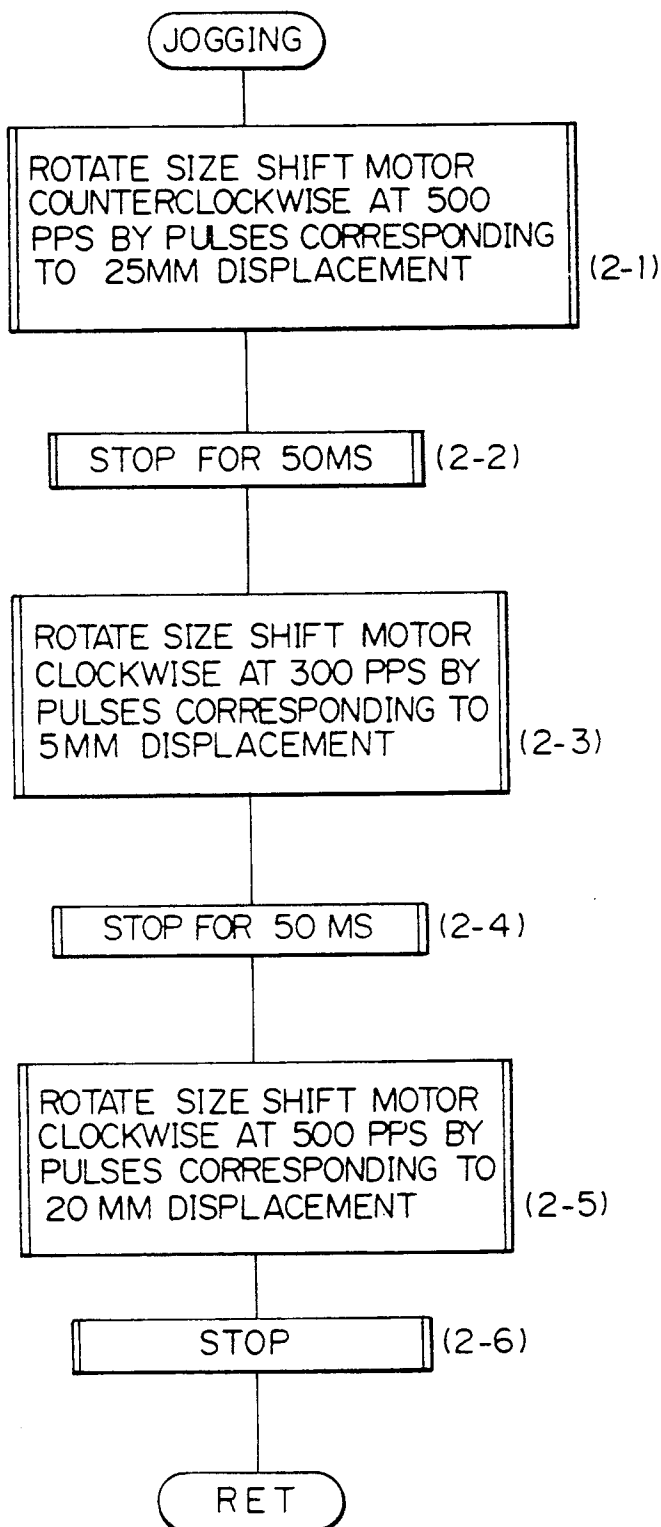 JOGGING
ROTATE SIZE SHIFT MOTOR
COUNTERCLOCKWISE AT 500
PPS BY PULSES CORRESPONDING
TO 25MM DISPLACEMENT
(2-1)
STOP FOR 50MS
(2-2)
ROTATE SIZE SHIFT MOTOR
CLOCKWISE AT 300 PPS BY
PULSES CORRESPONDING TO
5MM DISPLACEMENT
(2-3)
STOP FOR 50 MS
(2-4)
ROTATE SIZE SHIFT MOTOR
CLOCKWISE AT 500 PPS BY
PULSES CORRESPONDING TO
20 MM DISPLACEMENT
(2-5)
STOP
(2-6)
RET